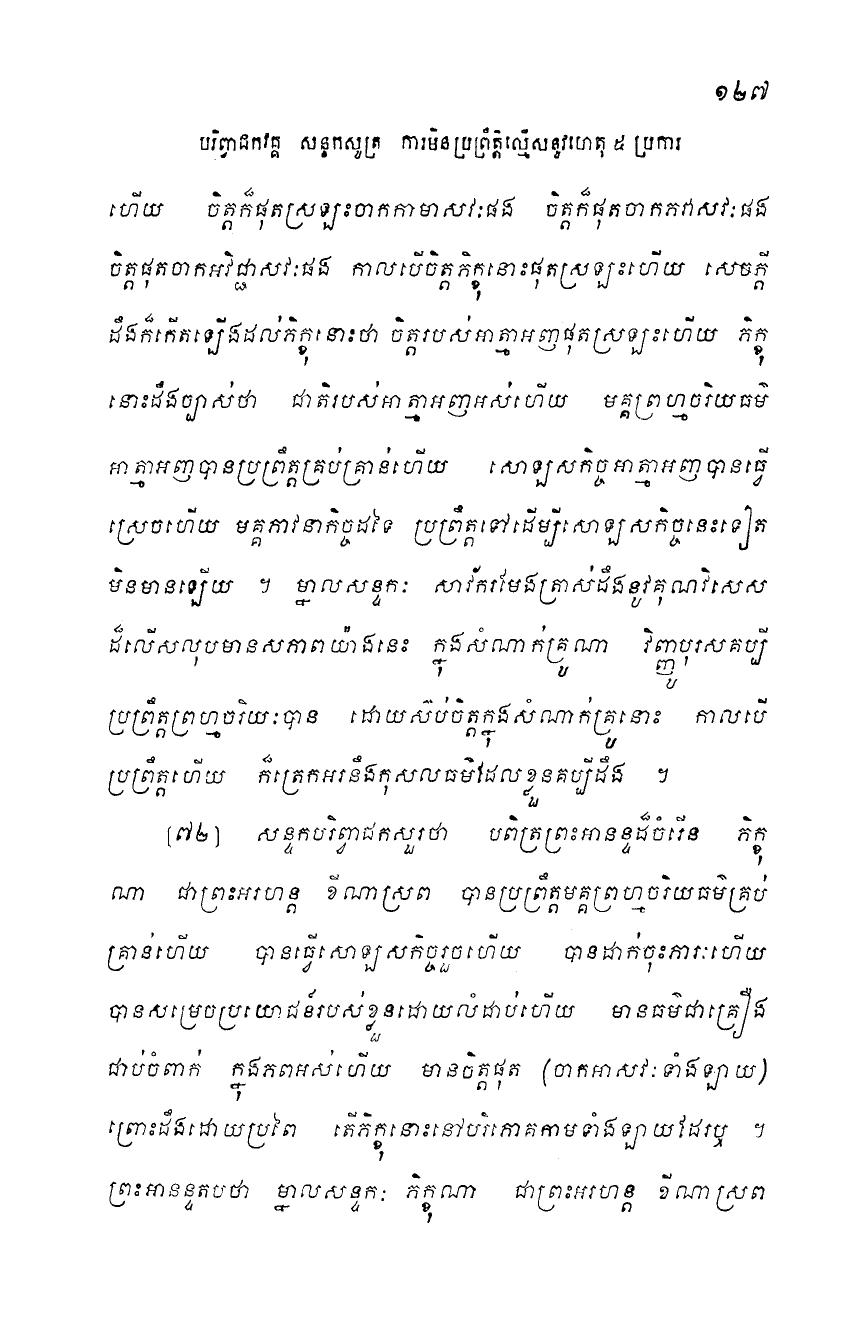 ១២៧
បរិព្វាជកវគ្គ សន្ទកសូត្រ ការមិនប្រព្រឹត្តិល្មើសនូវហេតុ ៥ ប្រការ
ហើយ ចិត្តក៏ផុតស្រឡះចាកកាមាសវៈផង ចិត្តក៏ផុតចាកភវាសវៈផង
ចិត្តផុតចាកអវិជ្ជាសវៈផង កាលបើចិត្តភិក្ខុនោះផុតស្រឡះហើយ សេចក្តី
ដឹងក៏កើតឡើងដល់ភិក្ខុនោះថា ចិត្តរបស់អាត្មាអញផុតស្រឡះហើយ ភិក្ខុ
នោះដឹងច្បាស់ថា ជាតិរបស់អាត្មាអញអស់ហើយ មគ្គព្រហ្មចរិយធម៌
អាត្មាអញបានប្រព្រឹត្តគ្រប់គ្រាន់ហើយ សោឡសកិច្ចអាត្មាអញបានធ្វើ
ស្រេចហើយ មគ្គភាវនាកិច្ចដទៃ ប្រព្រឹត្តទៅដើម្បីសោឡសកិច្ចនេះទៀត
មិនមានឡើយ ។ ម្នាលសន្ទកៈ សាវ័ករមែងត្រាស់ដឹងនូវគុណវិសេស
ដ៏លើសលុបមានសភាពយ៉ាងនេះ ក្នុងសំណាក់គ្រូណា វិញ្ញូបុរសគប្បី
ប្រព្រឹត្តព្រហ្មចរិយៈបាន ដោយស៊ប់ចិត្តក្នុងសំណាក់គ្រូនោះ កាលបើ
ប្រព្រឹត្តហើយ ក៏ត្រេកអរនឹងកុសលធម៌ដែលខ្លួនគប្បីដឹង ។
[៧២] សន្ទកបរិព្វាជកសួរថា បពិត្រព្រះអានន្ទដ៏ចំរើន ភិក្ខុ
ណា ជាព្រះអរហន្ត ខីណាស្រព បានប្រព្រឹត្តមគ្គព្រហ្មចរិយធម៌គ្រប់
គ្រាន់ហើយ បានធ្វើសោឡសកិច្ចរួចហើយ បានដាក់ចុះភារៈហើយ
បានសម្រេចប្រយោជន៍របស់ខ្លួនដោយលំដាប់ហើយ មានធម៌ជាគ្រឿង
ជាប់ចំពាក់ ក្នុងភពអស់ហើយ មានចិត្តផុត (ចាកអាសវៈទាំងឡាយ)
ព្រោះដឹងដោយប្រពៃ តើភិក្ខុនោះនៅបរិភោគកាមទាំងឡាយដែរឬ ។
ព្រះអានន្ទតបថា ម្នាលសន្ទកៈ ភិក្ខុណា ជាព្រះអរហន្ត ខីណាស្រព